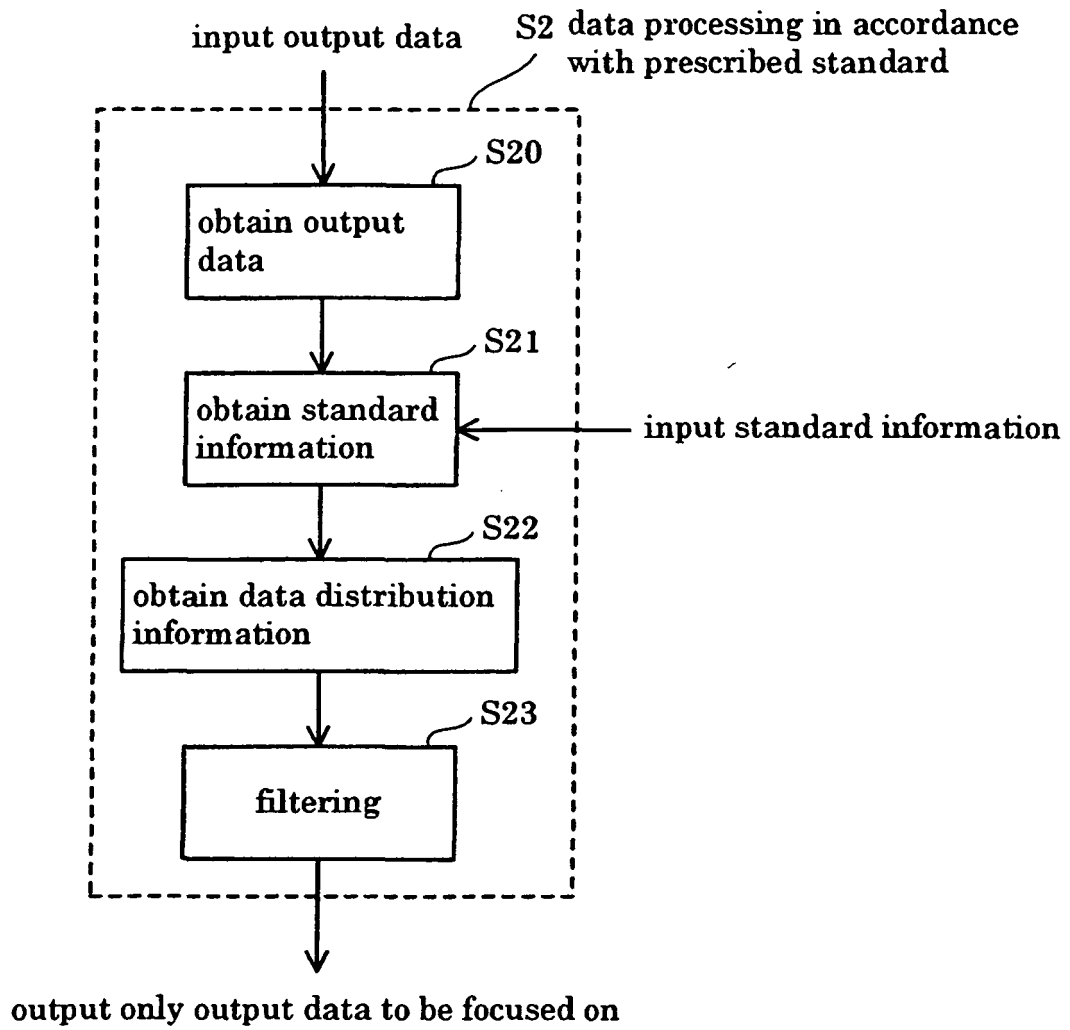 input output data
S2 data processing in accordance
with prescribed standard
S20
obtain output
data
S21
obtain standard
information
input standard information
S22
obtain data distribution
information
S23
filtering
output only output data to be focused on